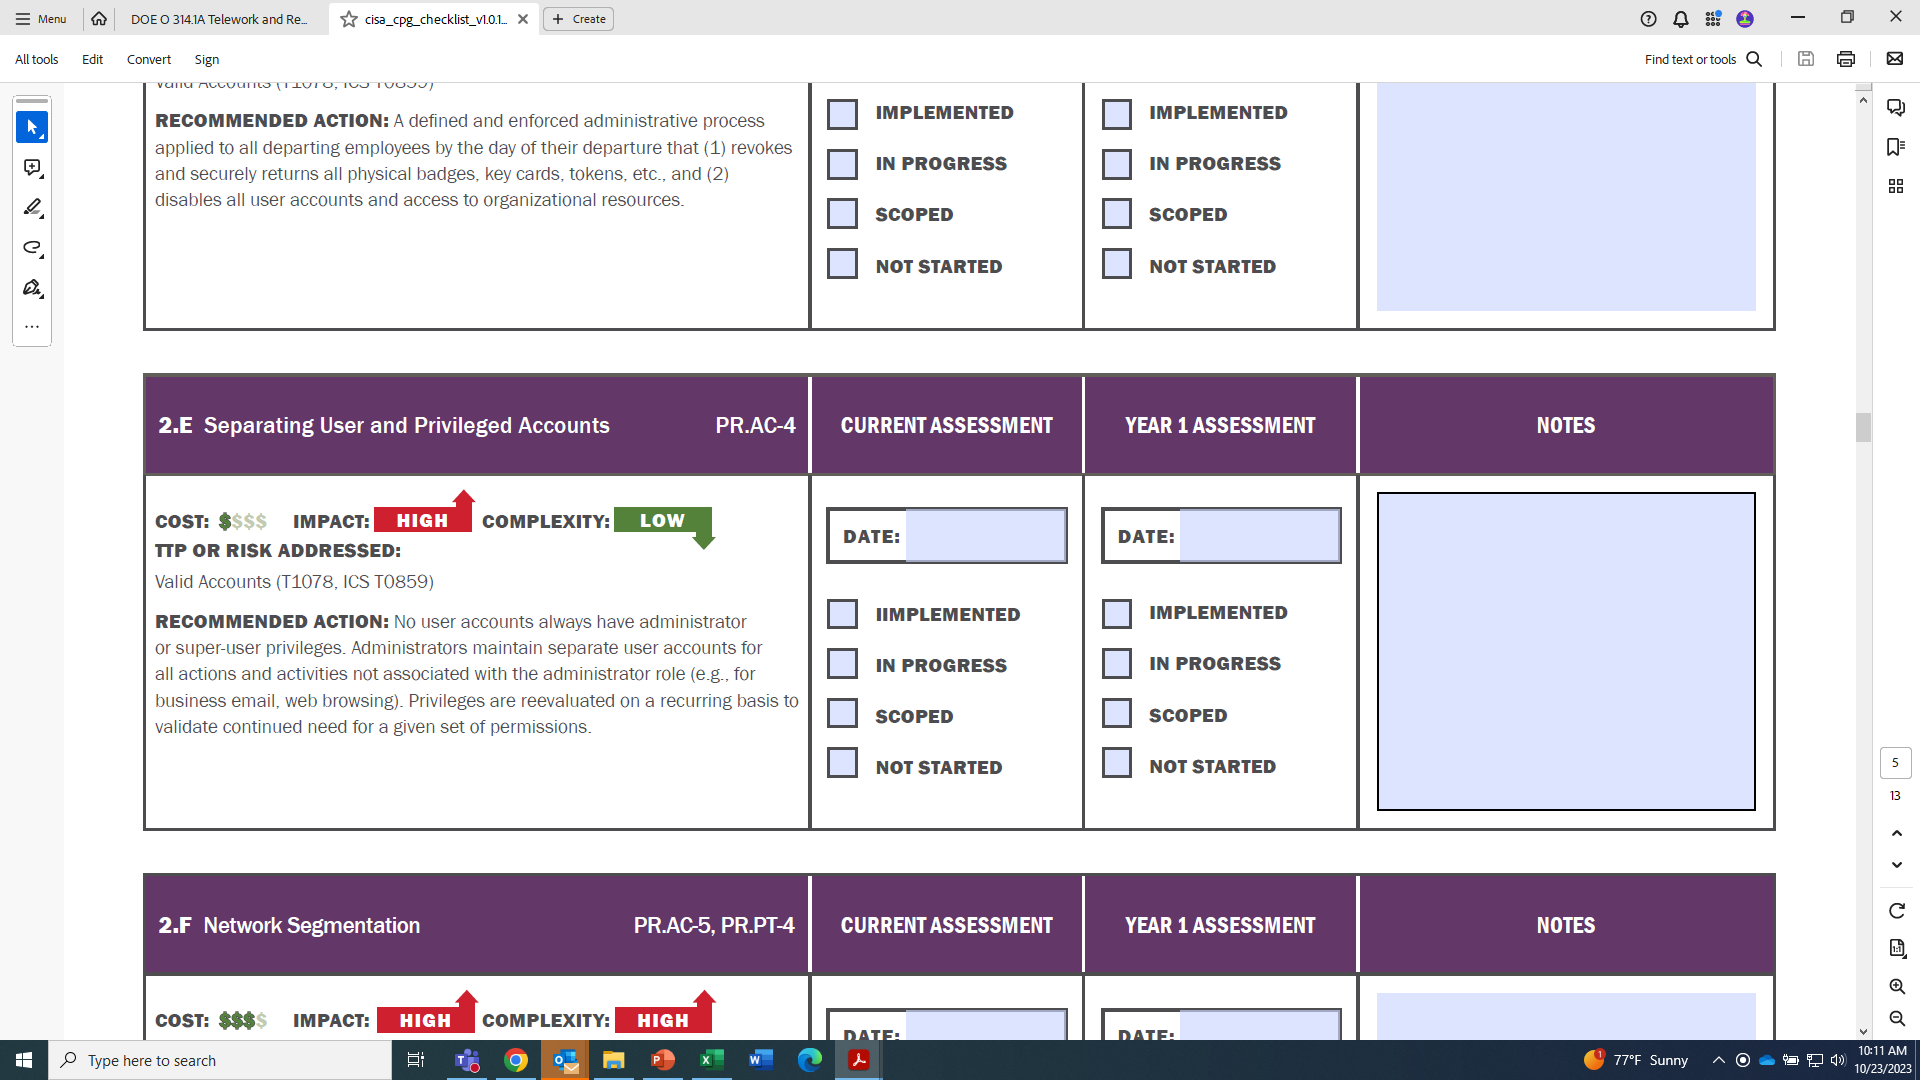 Menu
DOE O 314.1A Telework and Re...
cisa_cpg_checklist_v1.0.1...
Create
All tools
Edit
Convert
Sign
Find text or tools
Valid Accounts (T1078, ICS T0859)
RECOMMENDED ACTION: A defined and enforced administrative process
applied to all departing employees by the day of their departure that (1) revokes
and securely returns all physical badges, key cards, tokens, etc., and (2)
disables all user accounts and access to organizational resources.
IMPLEMENTED
IN PROGRESS
SCOPED
NOT STARTED
IMPLEMENTED
IN PROGRESS
SCOPED
NOT STARTED
2.E Separating User and Privileged Accounts PR.AC-4
CURRENT ASSESSMENT
YEAR 1 ASSESSMENT
NOTES
COST: $$$$ IMPACT: HIGH COMPLEXITY: LOW
TTP OR RISK ADDRESSED:
Valid Accounts (T1078, ICS T0859)
RECOMMENDED ACTION: No user accounts always have administrator
or super-user privileges. Administrators maintain separate user accounts for
all actions and activities not associated with the administrator role (e.g., for
business email, web browsing). Privileges are reevaluated on a recurring basis to
validate continued need for a given set of permissions.
DATE:
IIMPLEMENTED
IN PROGRESS
SCOPED
NOT STARTED
DATE:
IMPLEMENTED
IN PROGRESS
SCOPED
NOT STARTED
2.F Network Segmentation PR.AC-5, PR.PT-4
CURRENT ASSESSMENT
YEAR 1 ASSESSMENT
NOTES
COST: $$$$ IMPACT: HIGH COMPLEXITY: HIGH
DATE:
DATE:
5
13
Type here to search
77°F Sunny
10:11 AM
10/23/2023